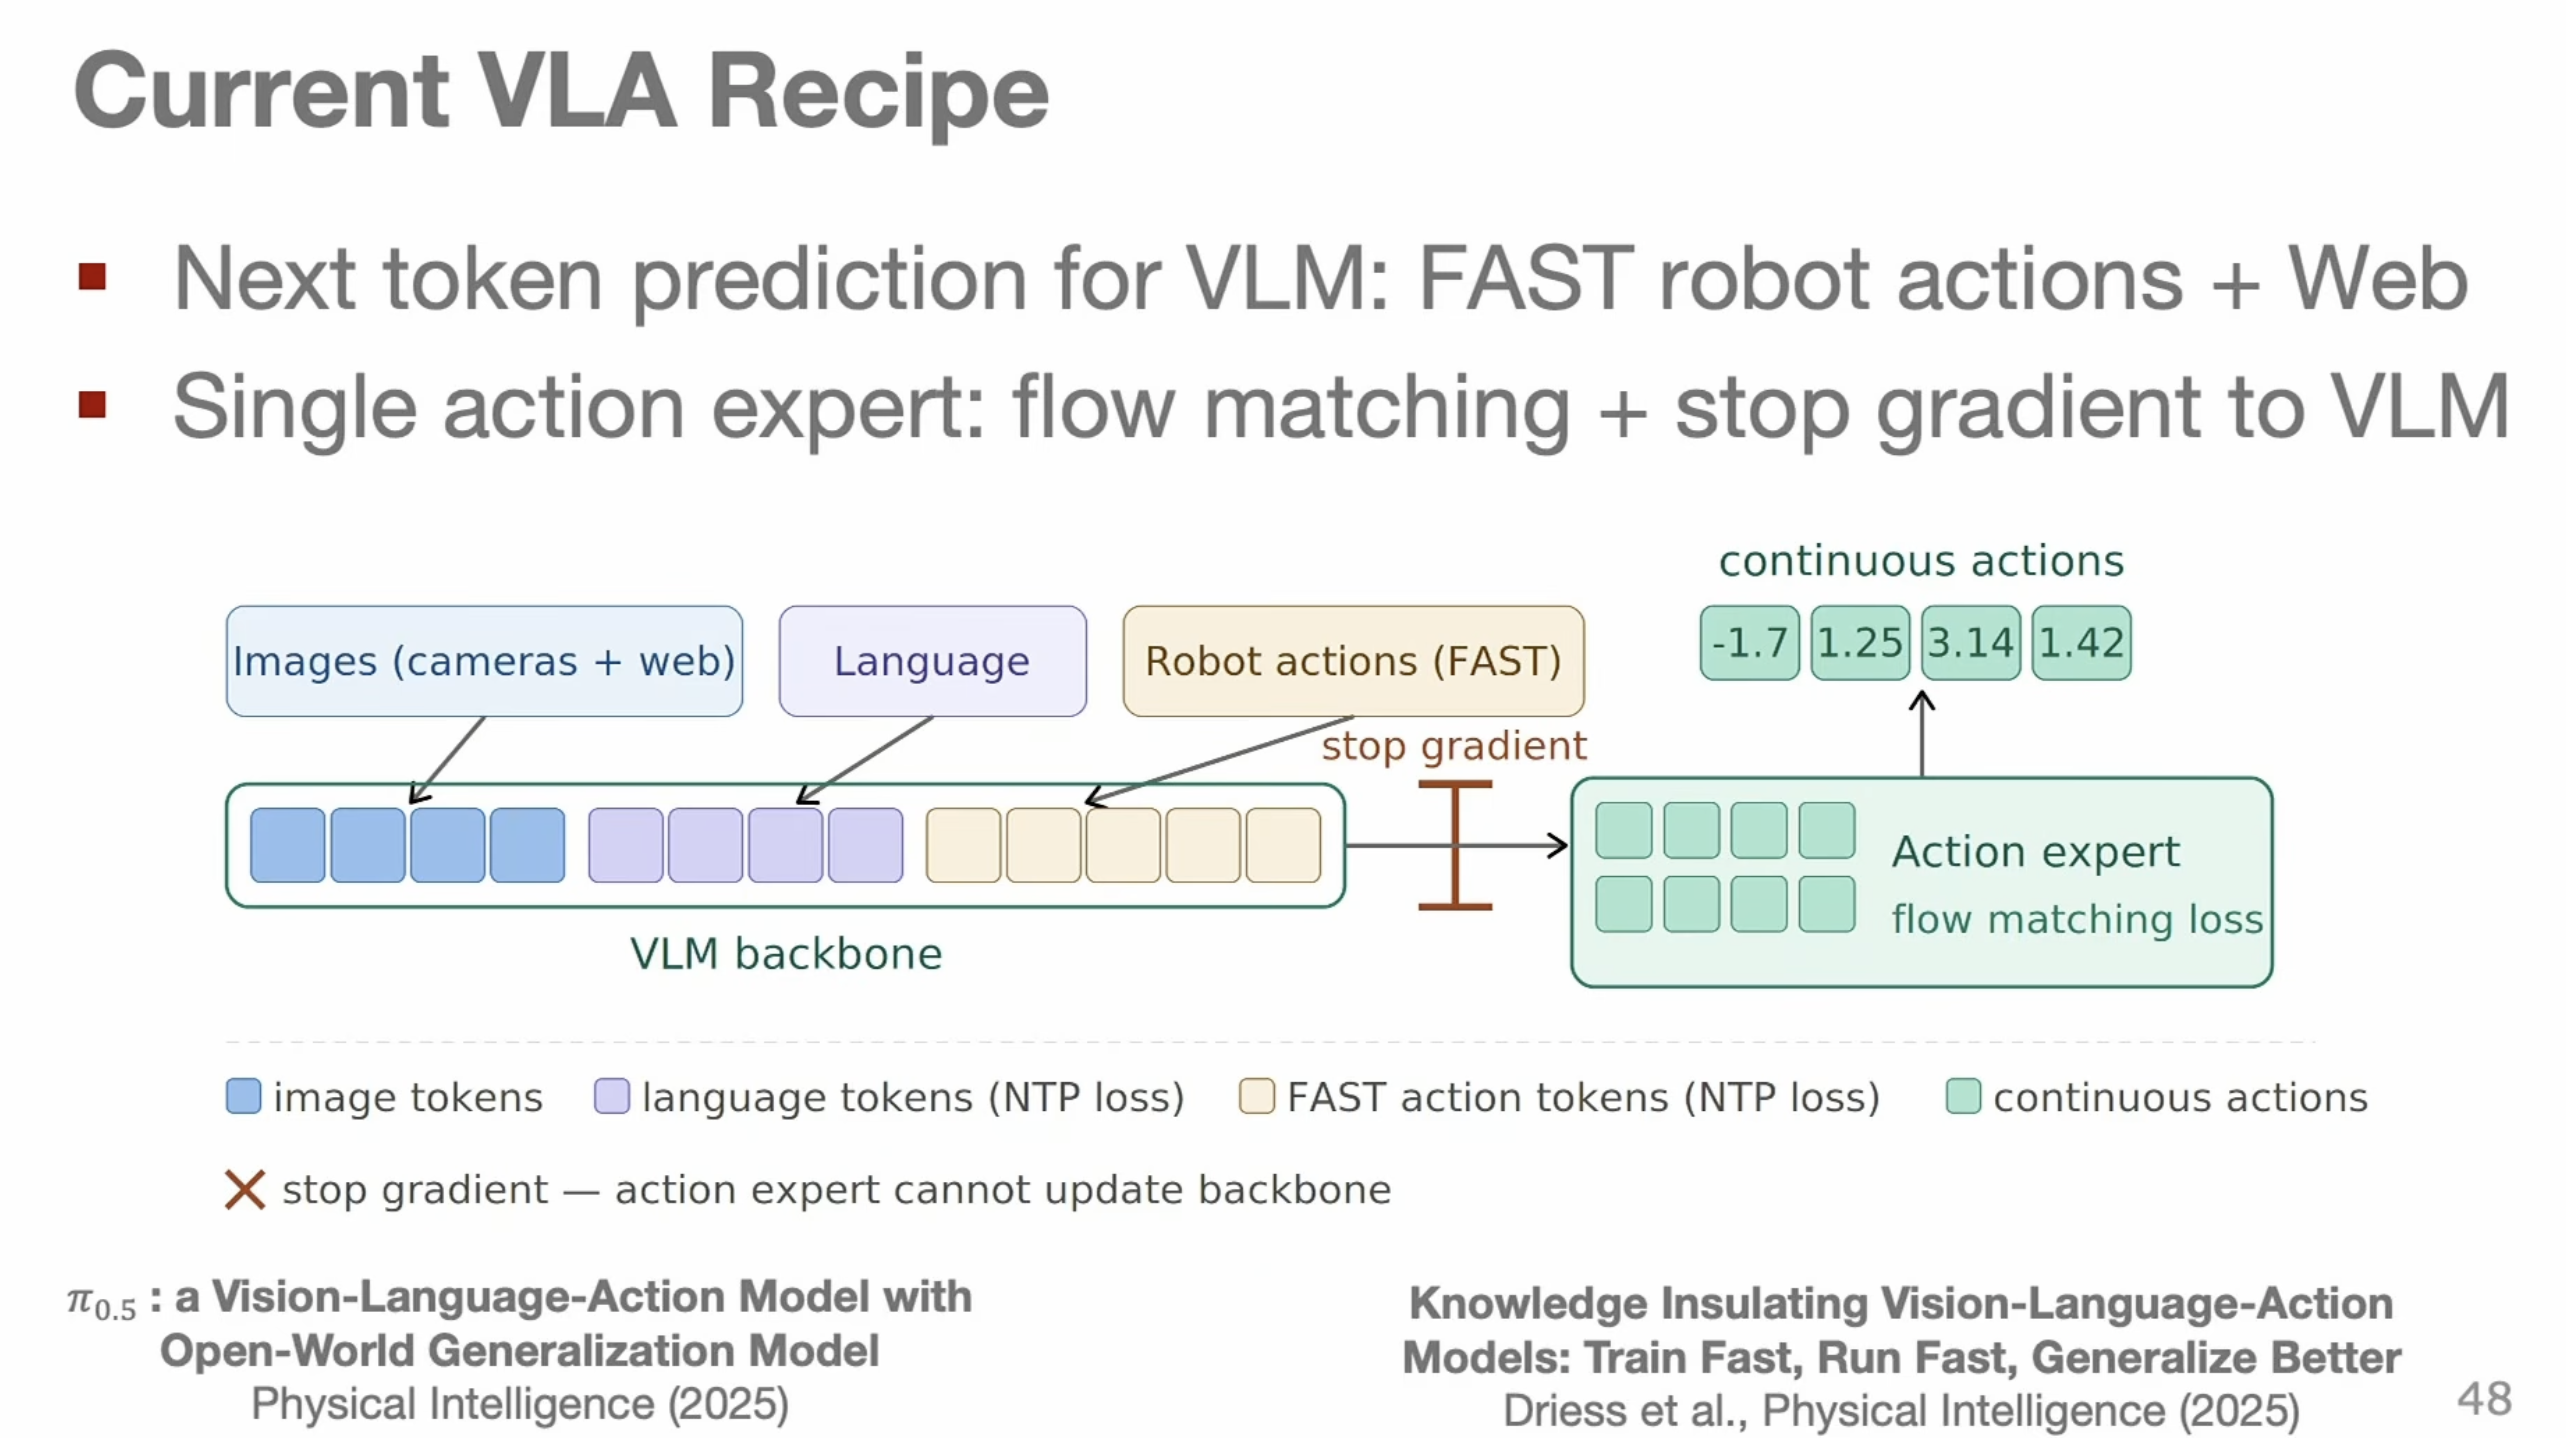 Current VLA Recipe
Next token prediction for VLM: FAST robot actions + Web
Single action expert: flow matching + stop gradient to VLM
continuous actions
Images (cameras + web)
Language
Robot actions (FAST)
-1.7 1.25 3.14 1.42
stop gradient
Action expert
flow matching loss
VLM backbone
image tokens
language tokens (NTP loss)
FAST action tokens (NTP loss)
continuous actions
stop gradient — action expert cannot update backbone
π0.5 : a Vision-Language-Action Model with
Open-World Generalization Model
Physical Intelligence (2025)
Knowledge Insulating Vision-Language-Action
Models: Train Fast, Run Fast, Generalize Better
Driess et al., Physical Intelligence (2025)
48